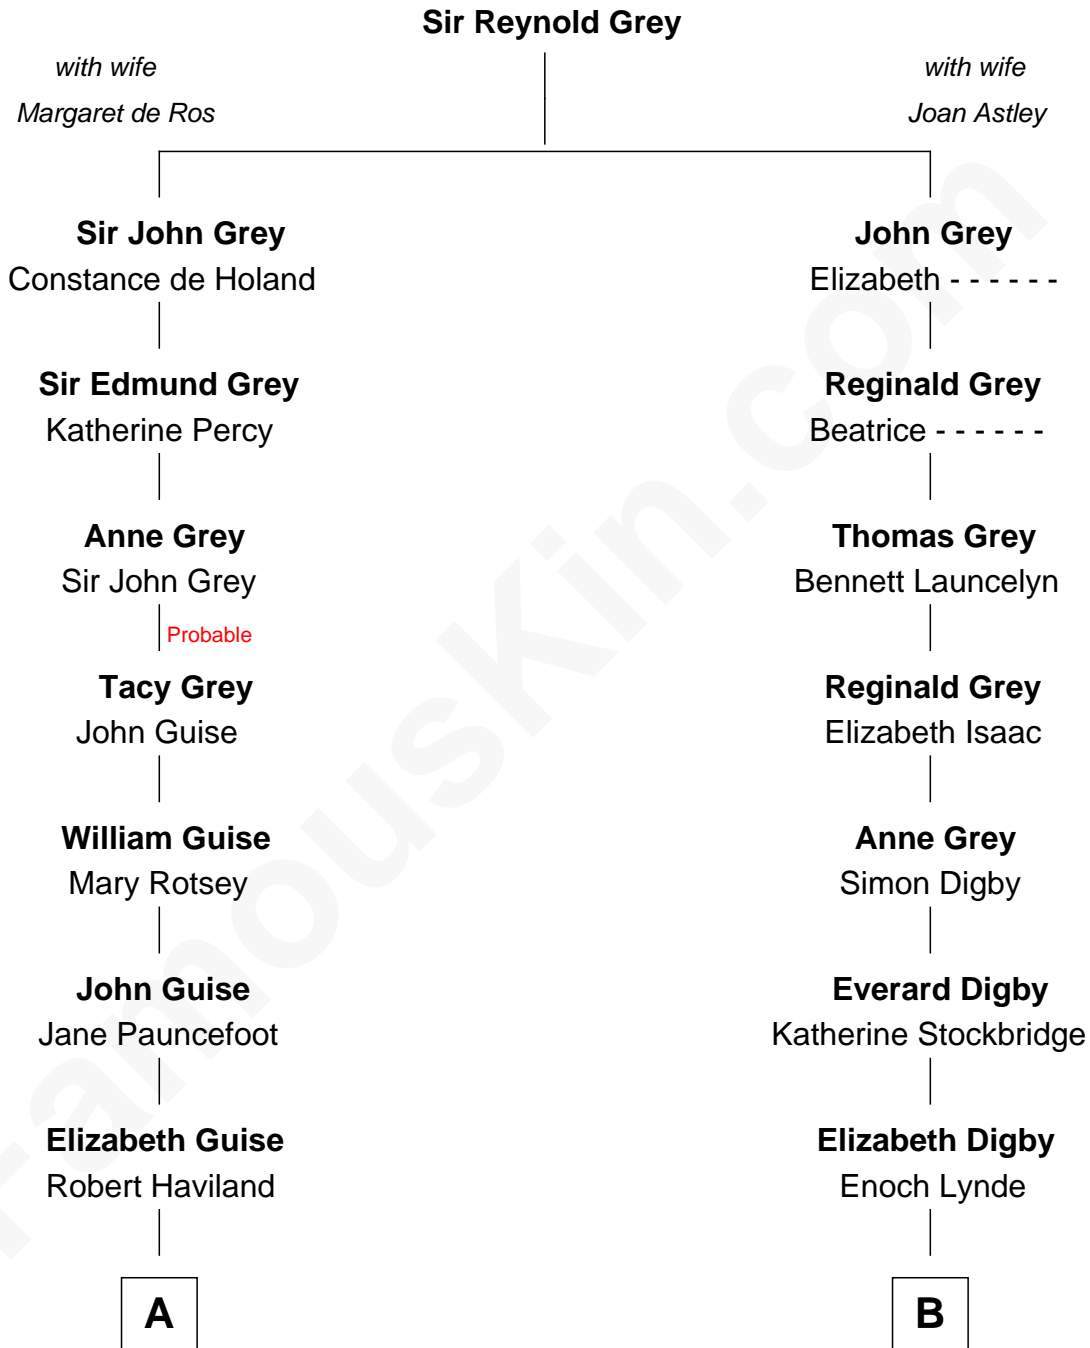 Sir Reynold Grey
with wife
Margaret de Ros
with wife
Joan Astley
Sir John Grey
Constance de Holand
John Grey
Elizabeth - - - - - -
Sir Edmund Grey
Katherine Percy
Reginald Grey
Beatrice - - - - - -
Anne Grey
Sir John Grey
Thomas Grey
Bennett Launcelyn
Probable
Tacy Grey
John Guise
Reginald Grey
Elizabeth Isaac
William Guise
Mary Rotsey
Anne Grey
Simon Digby
John Guise
Jane Pauncefoot
Everard Digby
Katherine Stockbridge
Elizabeth Guise
Robert Haviland
Elizabeth Digby
Enoch Lynde
A
B
FamousKin.com